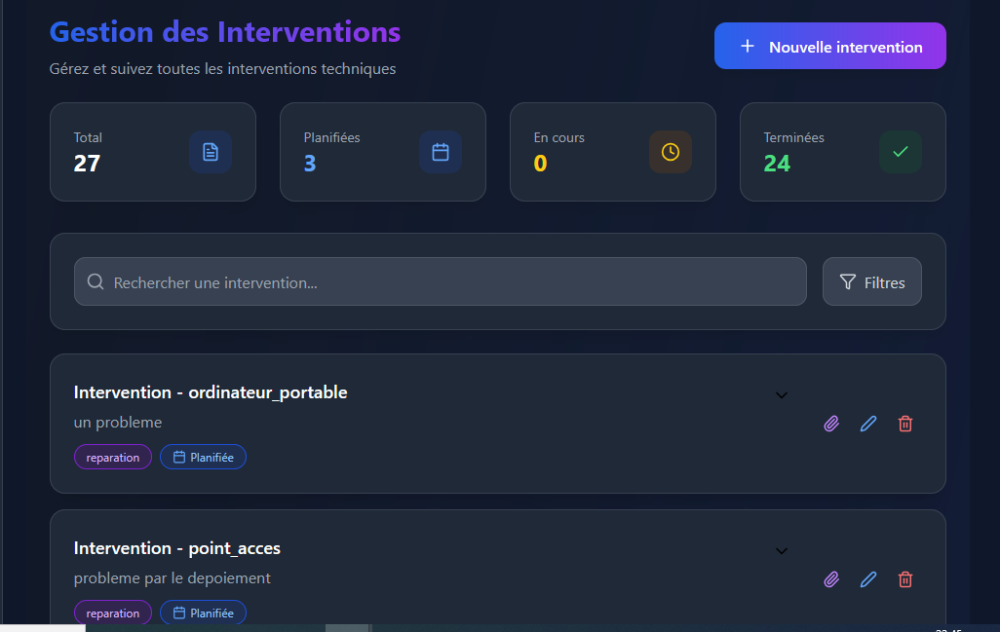 Gestion des Interventions
Gérez et suivez toutes les interventions techniques
Nouvelle intervention
Total
27
Planifiées
3
En cours
0
Terminées
24
Rechercher une intervention...
Filtres
Intervention - ordinateur_portable
un probleme
reparation
Planifiée
Intervention - point_acces
probleme par le depoiement
reparation
Planifiée